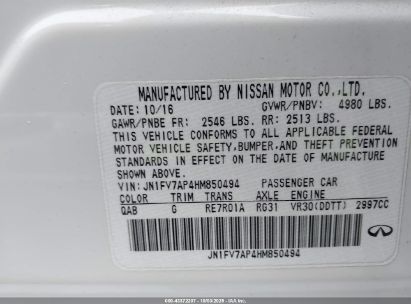 MANUFACTURED BY NISSAN MOTOR CO.,LTD.
DATE: 10/16 GVWR/PNBV: 4980 LBS.
GAWR/PNBE FR: 2546 LBS. RR: 2513 LBS.
THIS VEHICLE CONFORMS TO ALL APPLICABLE FEDERAL
MOTOR VEHICLE SAFETY,BUMPER,AND THEFT PREVENTION
STANDARDS IN EFFECT ON THE DATE OF MANUFACTURE
SHOWN ABOVE.
VIN: JN1FV7AP4HM850494 PASSENGER CAR
COLOR TRIM TRANS AXLE ENGINE
QAB G RE7R01A RG31 VR30(DDTT) 2997CC
JN1FV7AP4HM850494
INFINITI